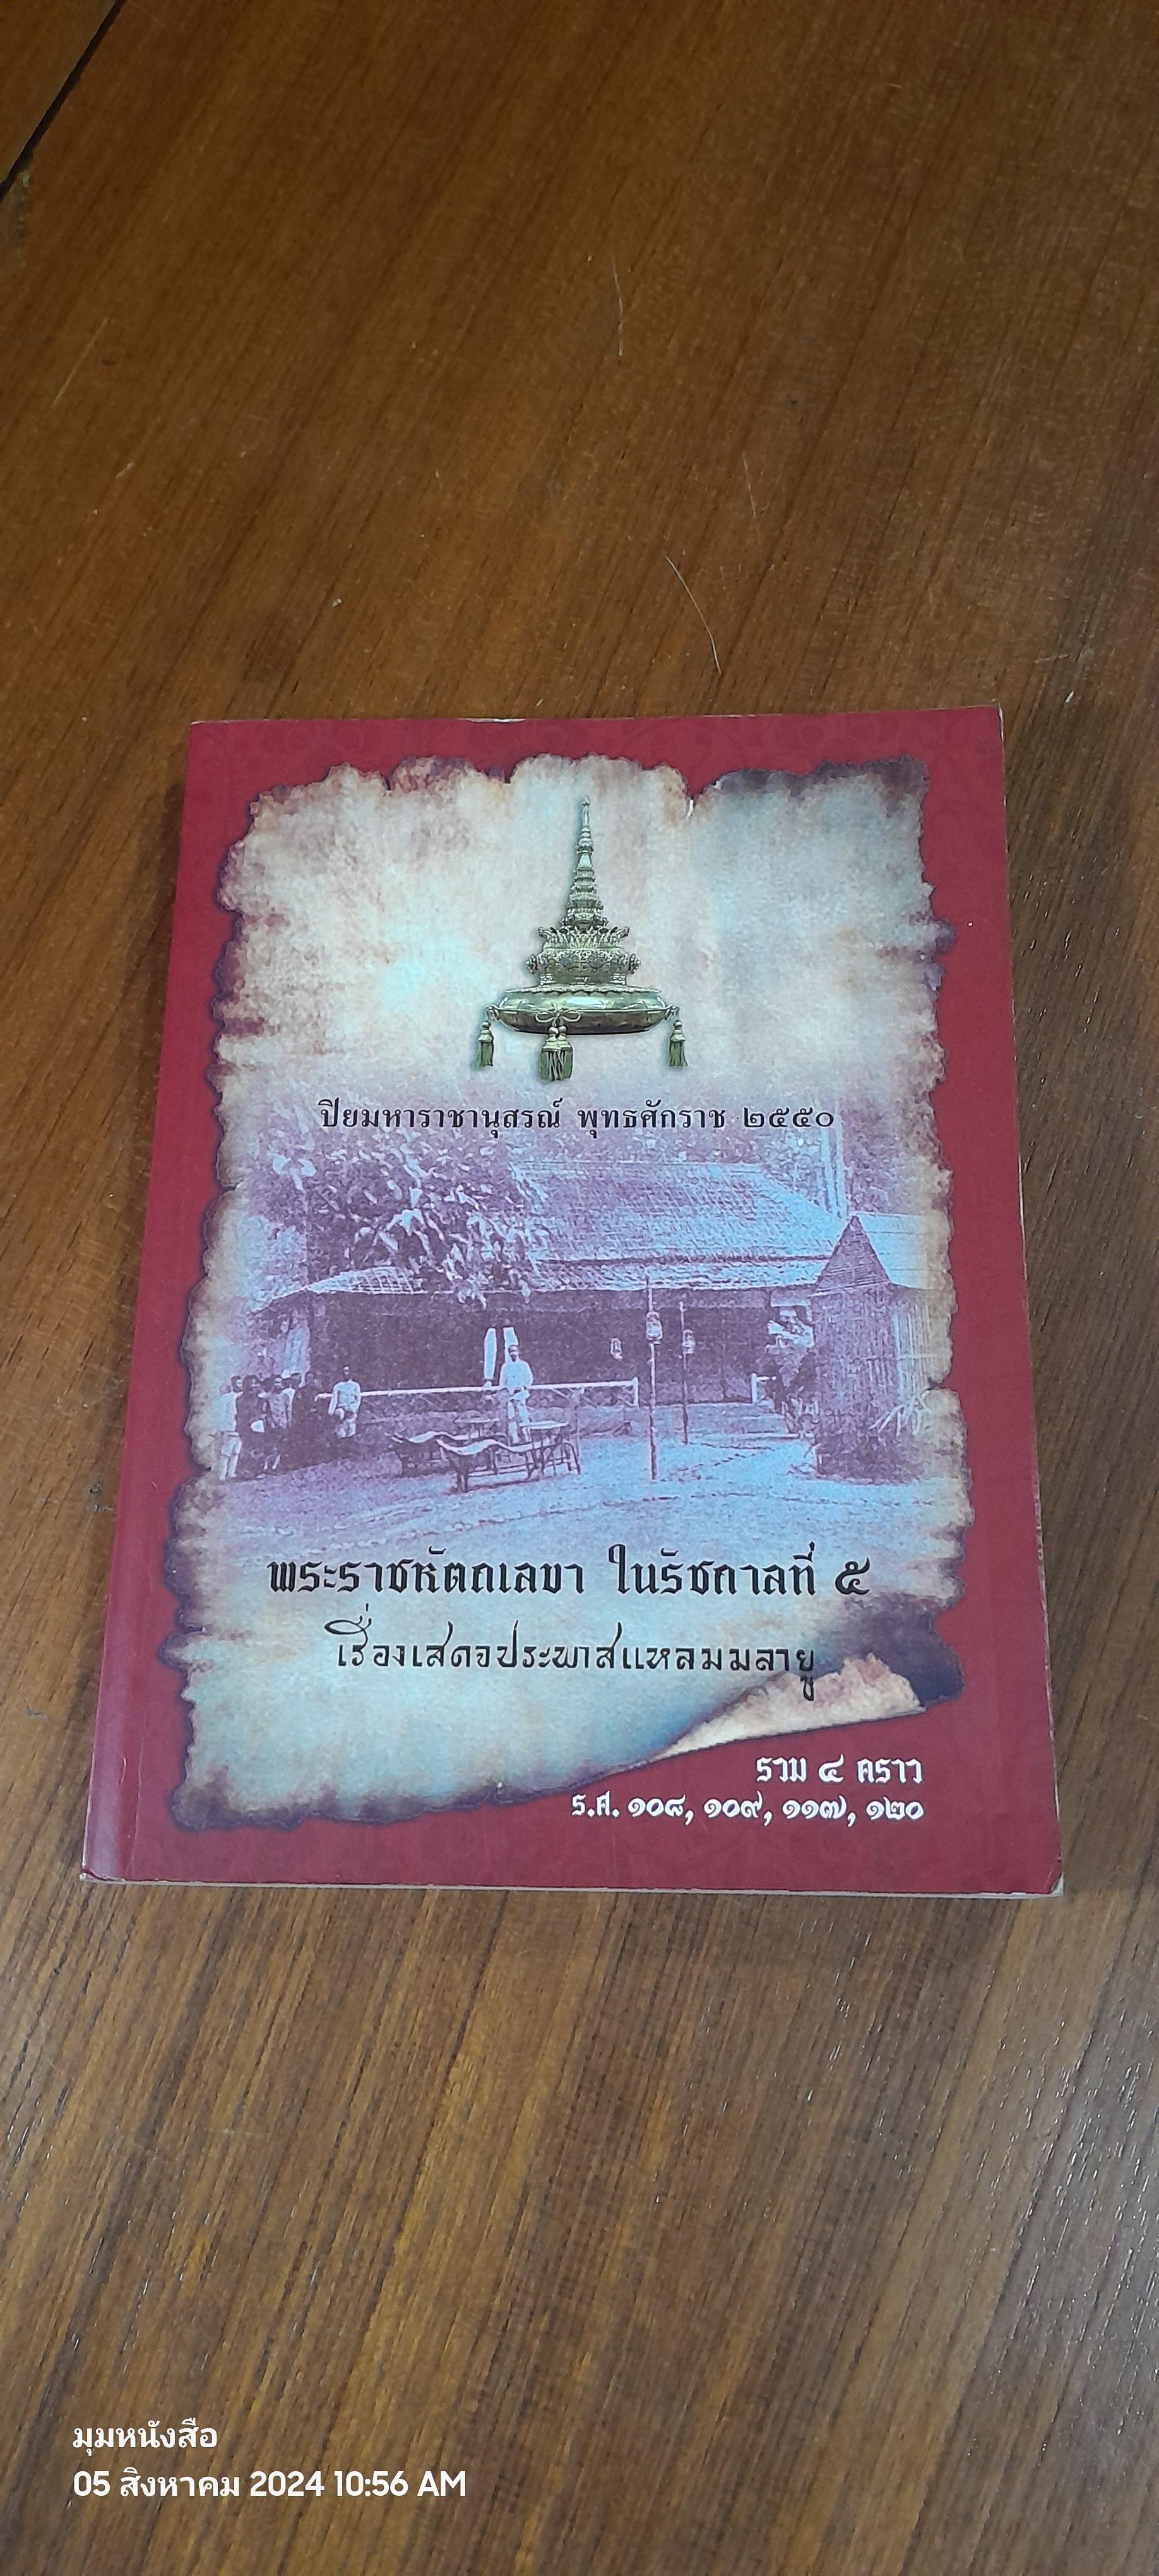 ปิยมหาราชานุสรณ์ พุทธศักราช ๒๕๕๐
พระราชหัตถเลขา ในรัชกาลที่ ๕
เรื่องเสดจประพาสแหลมมลายู
รวม ๔ คราว
ร.ศ. ๑๐๘, ๑๐๙, ๑๑๗, ๑๒๐
มุมหนังสือ
05 สิงหาคม 2024 10:56 AM